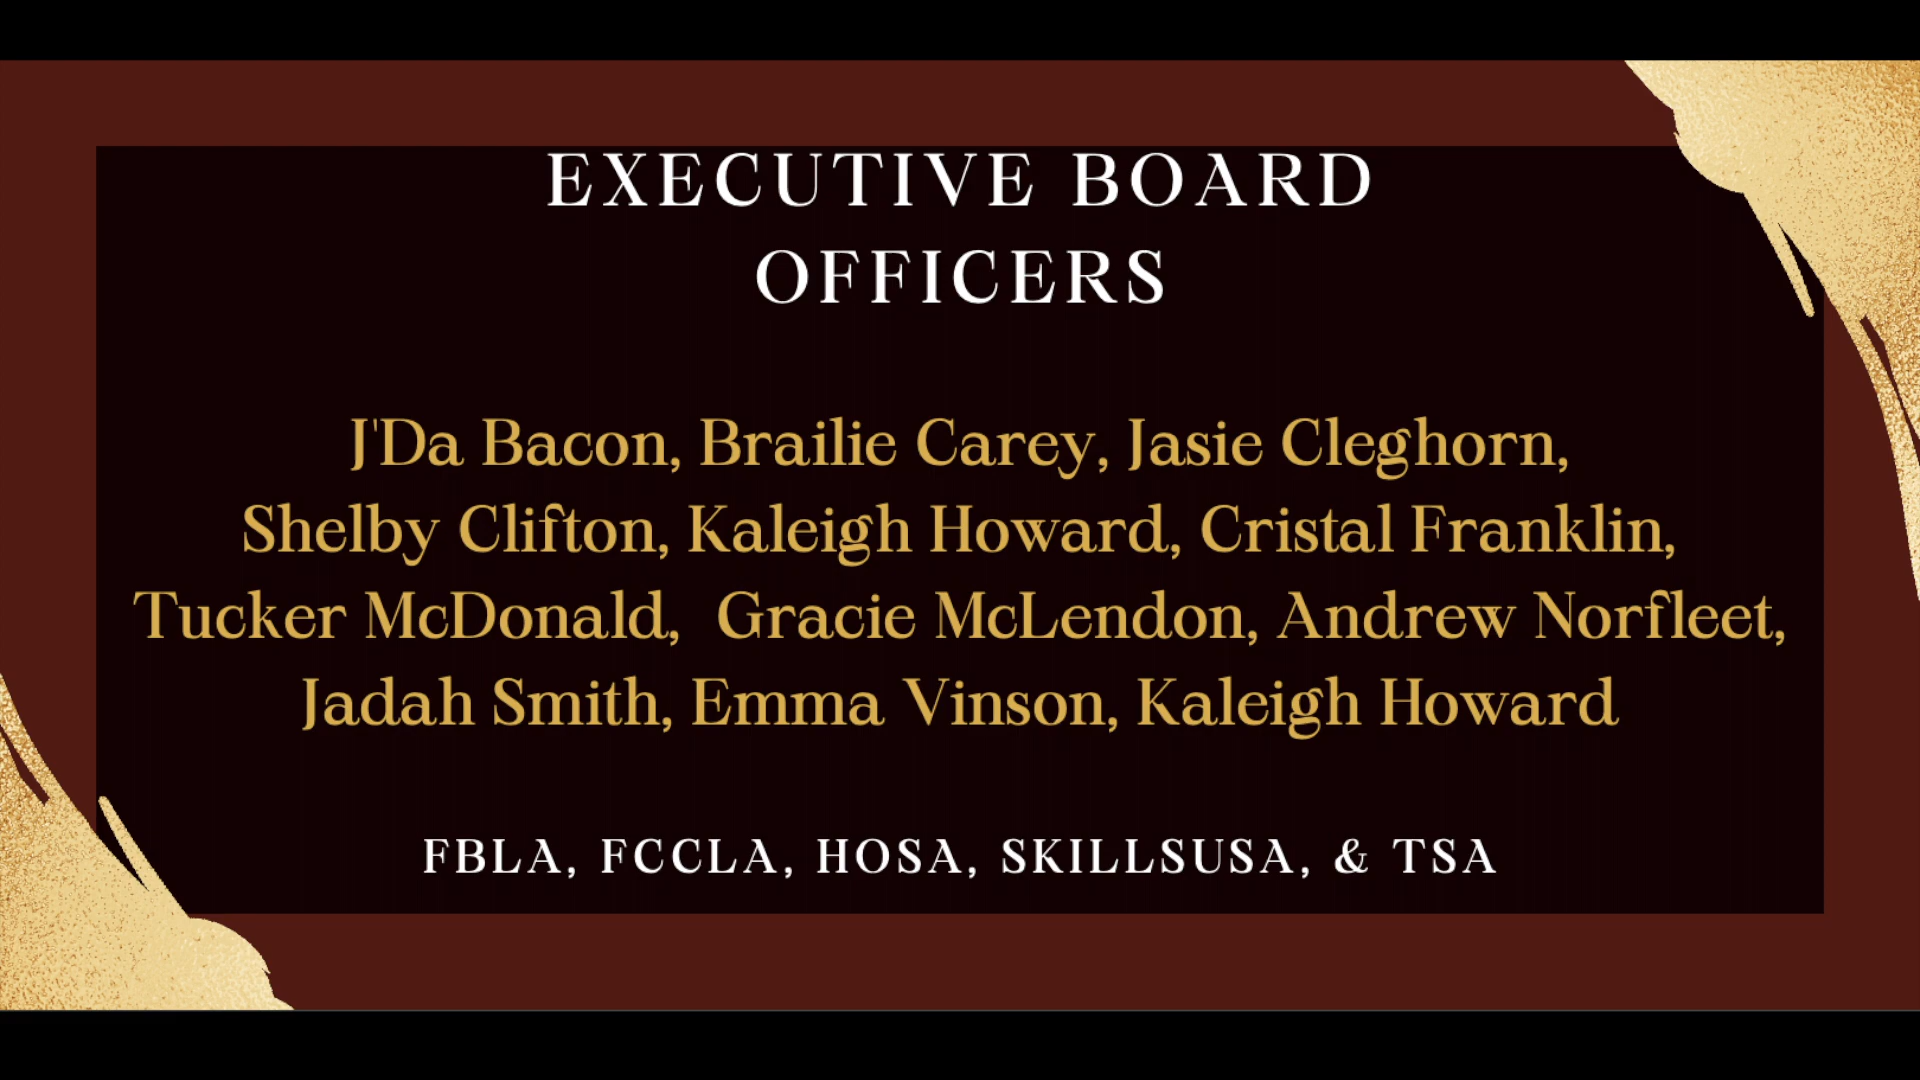 EXECUTIVE BOARD
OFFICERS
J'Da Bacon, Brailie Carey, Jasie Cleghorn,
Shelby Clifton, Kaleigh Howard, Cristal Franklin,
Tucker McDonald,  Gracie McLendon, Andrew Norfleet,
Jadah Smith, Emma Vinson, Kaleigh Howard
FBLA, FCCLA, HOSA, SKILLSUSA, & TSA